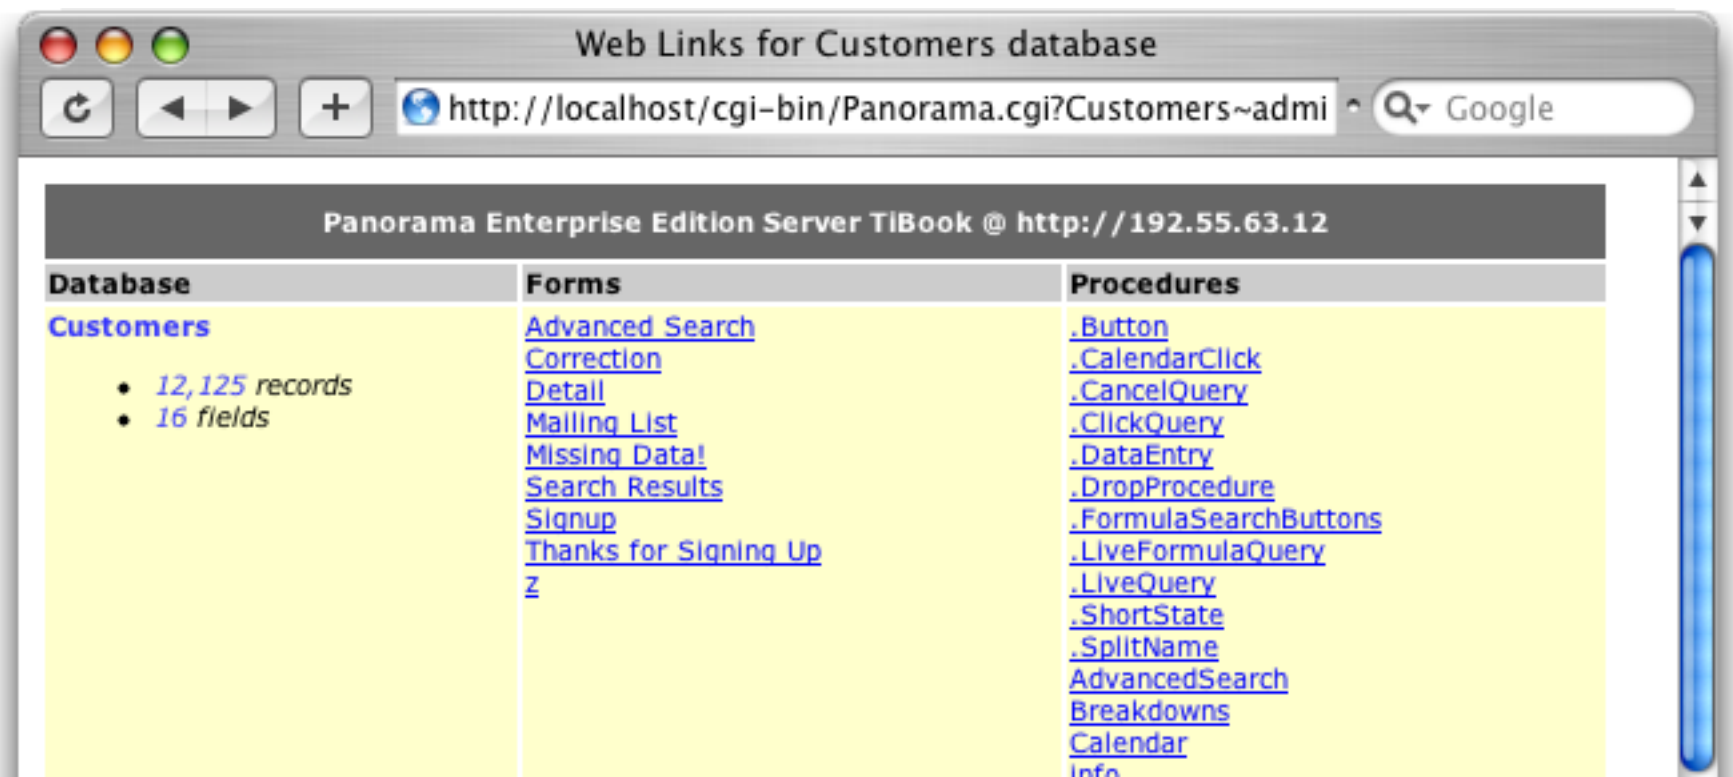 Web Links for Customers database
http://localhost/cgi-bin/Panorama.cgi?Customers~admi
Google
Panorama Enterprise Edition Server TiBook @ http://192.55.63.12
Database
Forms
Procedures
Customers
• 12,125 records
• 16 fields
Advanced Search
Correction
Detail
Mailing List
Missing Data!
Search Results
Signup
Thanks for Signing Up
z
.Button
.CalendarClick
.CancelQuery
.ClickQuery
.DataEntry
.DropProcedure
.FormulaSearchButtons
.LiveFormulaQuery
.LiveQuery
.ShortState
.SplitName
AdvancedSearch
Breakdowns
Calendar
info